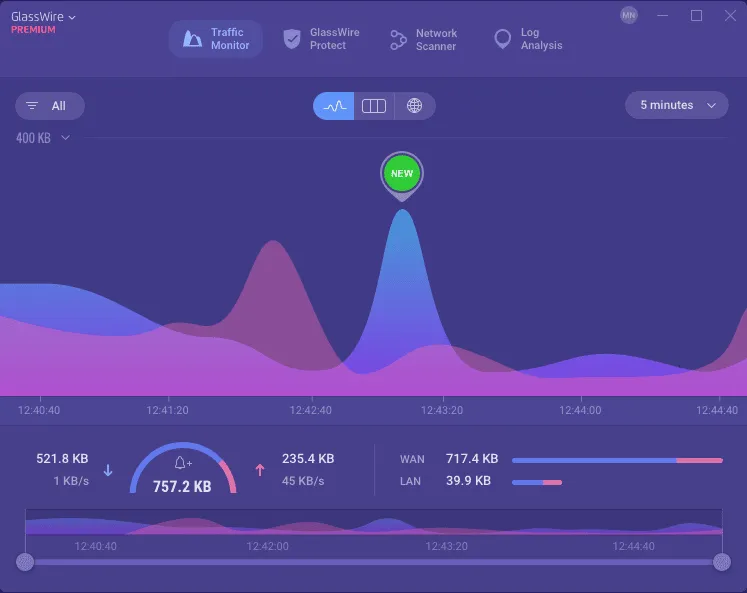 GlassWire
PREMIUM
Traffic
Monitor
GlassWire
Protect
Network
Scanner
Log
Analysis
MN
All
5 minutes
400 KB
NEW
12:40:40 12:41:20 12:42:40 12:43:20 12:44:00 12:44:40
521.8 KB
1 KB/s
757.2 KB
235.4 KB
45 KB/s
WAN 717.4 KB
LAN 39.9 KB
12:40:40 12:42:00 12:43:20 12:44:40